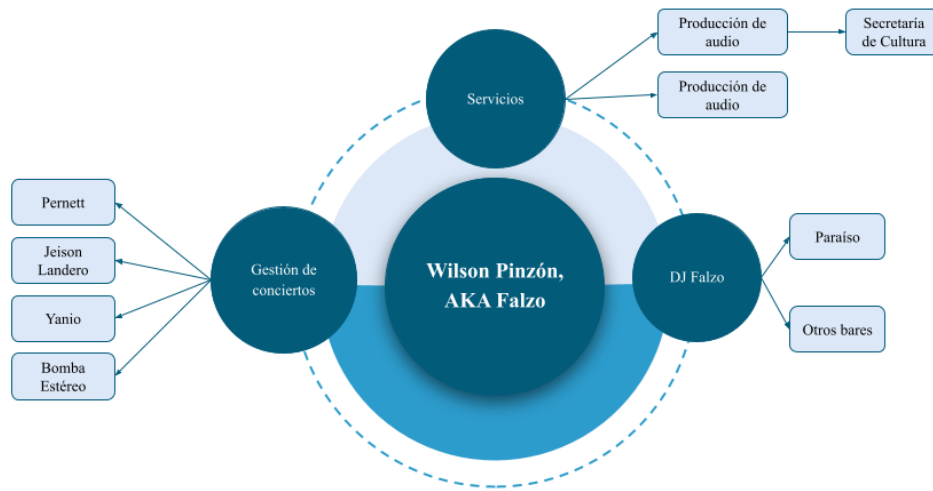 Producción de
audio
Secretaría
de Cultura
Servicios
Producción de
audio
Pernett
Jeison
Landero
Gestión de
conciertos
Yanio
Bomba
Estéreo
Wilson Pinzón,
AKA Falzo
DJ Falzo
Paraíso
Otros bares